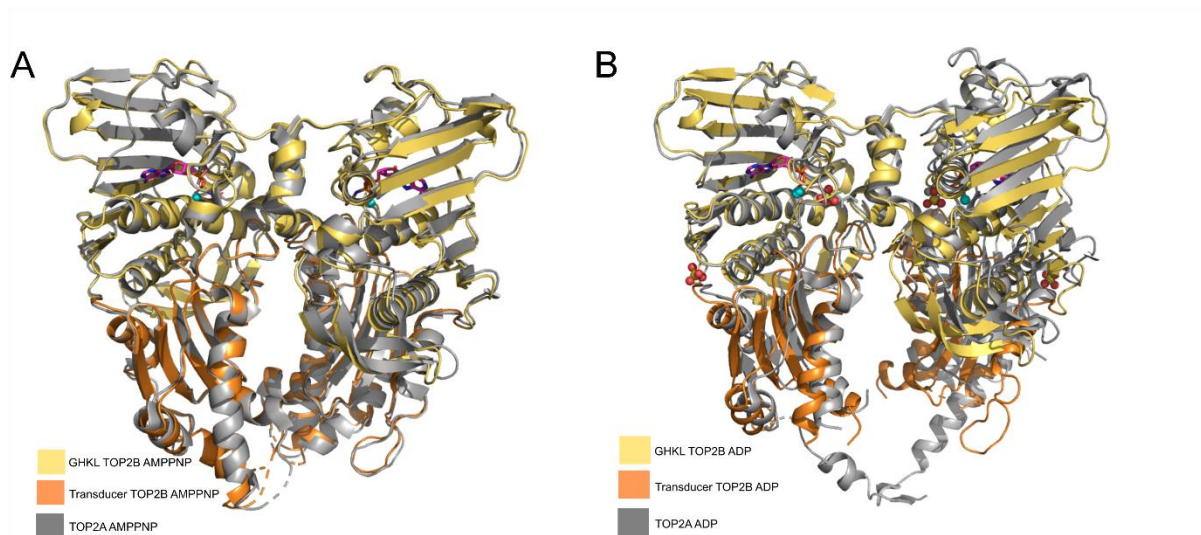 A
B
GHKL TOP2B AMPPNP
Transducer TOP2B AMPPNP
TOP2A AMPPNP
GHKL TOP2B ADP
Transducer TOP2B ADP
TOP2A ADP